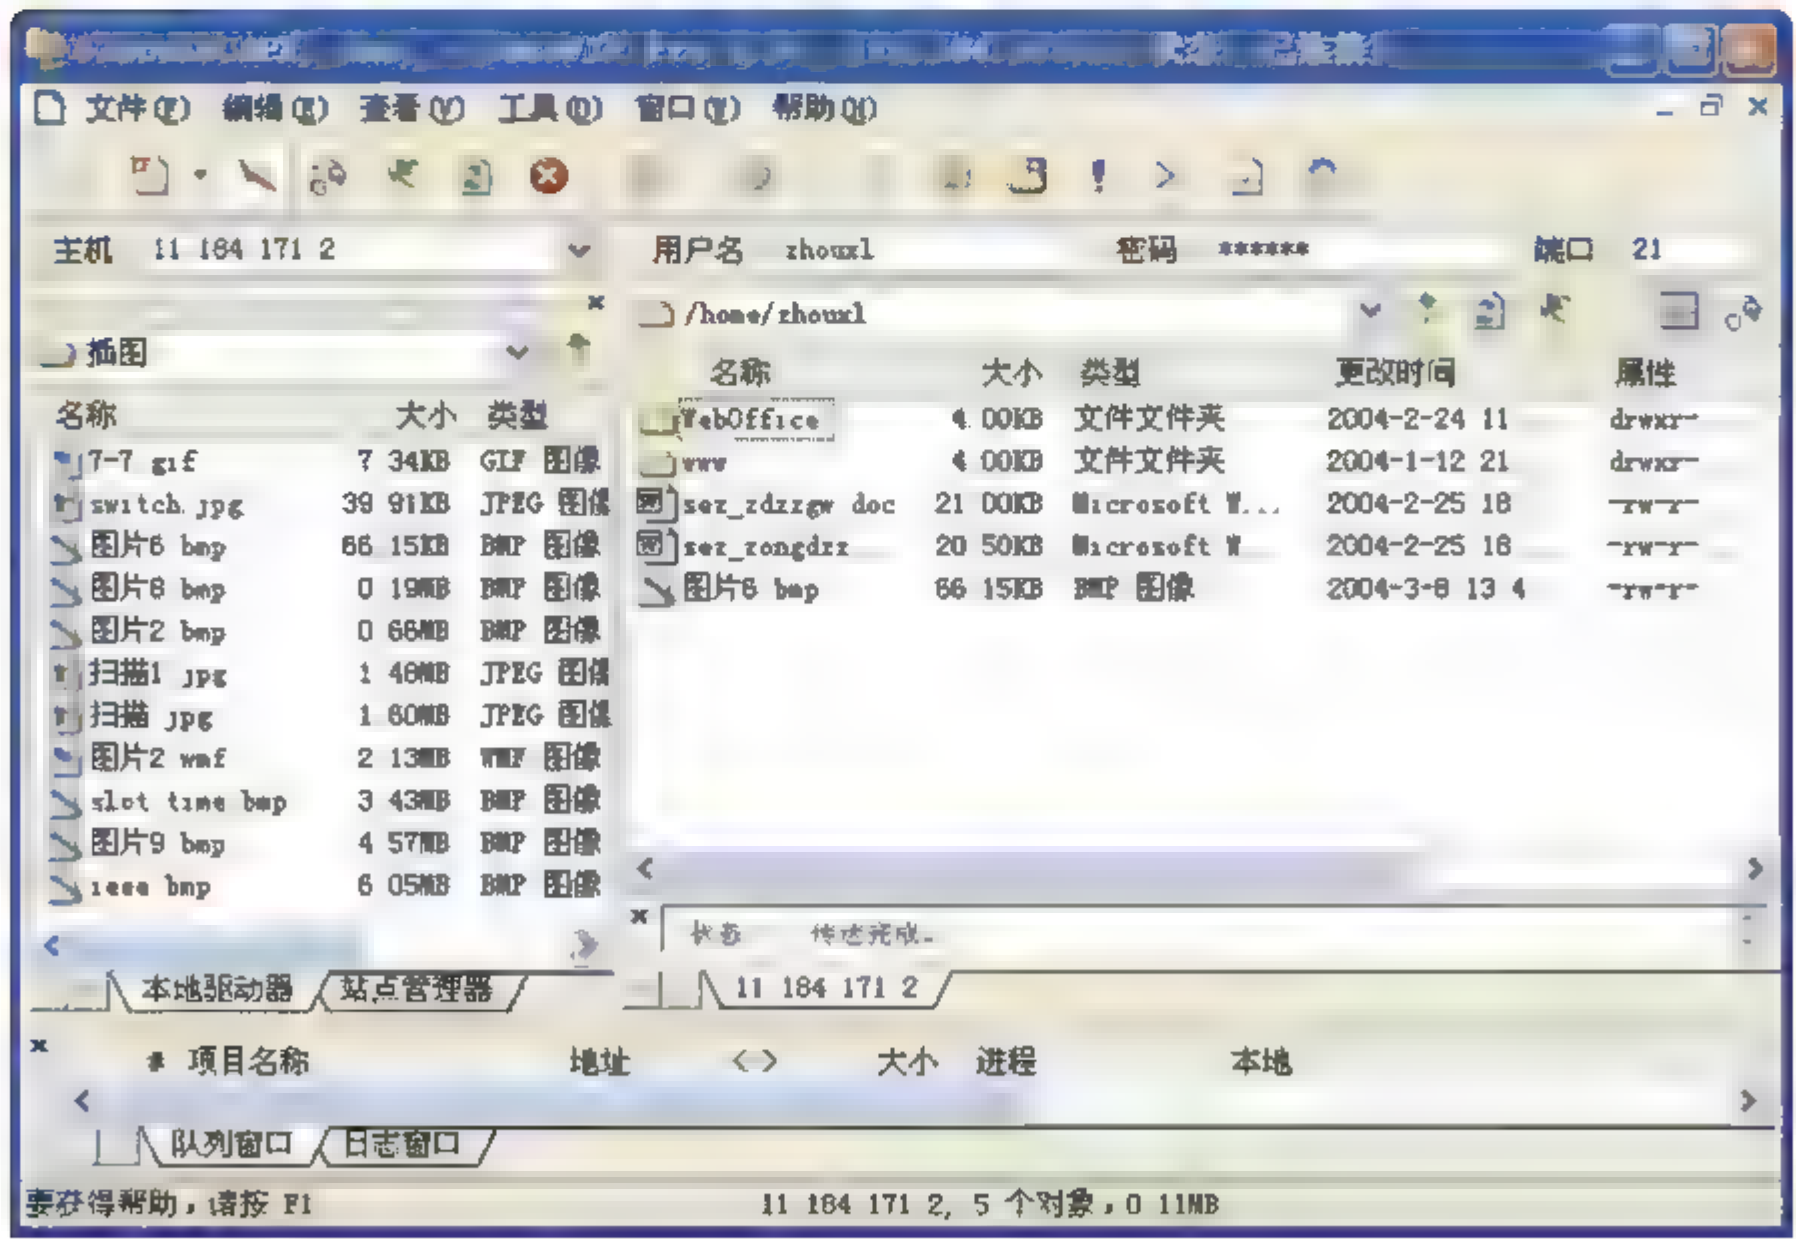 文件(F) 编辑(E) 查看(V) 工具(Q) 窗口(W) 帮助(H)
主机 11 184 171 2 用户名 zhouxl 密码 ****** 端口 21
/home/zhouxl
插图
名称 大小 类型
7-7 gif 7 34KB GIF 图像
switch.jpg 39 91KB JPEG 图像
图片6 bmp 66 15KB BMP 图像
图片8 bmp 0 19MB BMP 图像
图片2 bmp 0 66MB BMP 图像
扫描1 jpg 1 48MB JPEG 图像
扫描 jpg 1 60MB JPEG 图像
图片2 wmf 2 13MB WMF 图像
slot time bmp 3 43MB BMP 图像
图片9 bmp 4 57MB BMP 图像
ieee bmp 6 05MB BMP 图像
本地驱动器 站点管理器
名称 大小 类型 更改时间 属性
WebOffice 4 00KB 文件文件夹 2004-2-24 11 drwxr-
www 4 00KB 文件文件夹 2004-1-12 21 drwxr-
21 00KB Microsoft W... 2004-2-25 18 -rw-r-
20 50KB Microsoft W 2004-2-25 18 -rw-r-
图片6 bmp 66 15KB BMP 图像 2004-3-8 13 4 -rw-r-
状态 传送完成.
11 184 171 2
# 项目名称 地址 <-> 大小 进程 本地
队列窗口 日志窗口
要获得帮助,请按 F1 11 184 171 2, 5 个对象,0 11MB